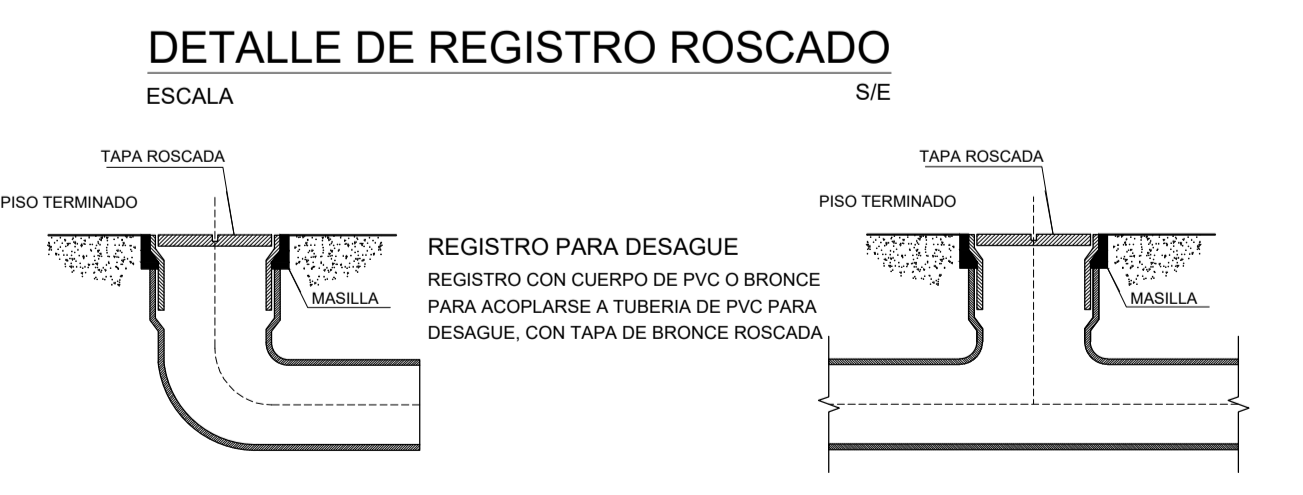 DETALLE DE REGISTRO ROSCADO
ESCALA
S/E
TAPA ROSCADA
PISO TERMINADO
MASILLA
REGISTRO PARA DESAGUE
REGISTRO CON CUERPO DE PVC O BRONCE
PARA ACOPLARSE A TUBERIA DE PVC PARA
DESAGUE, CON TAPA DE BRONCE ROSCADA
TAPA ROSCADA
PISO TERMINADO
MASILLA